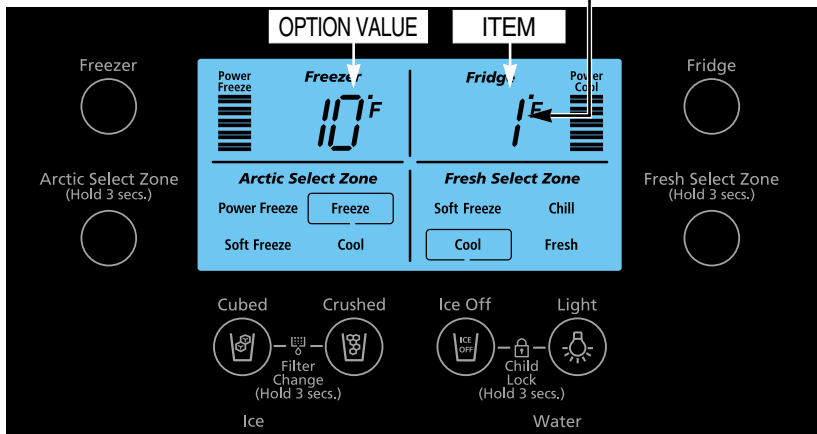 OPTION VALUE ITEM
Freezer
Fridge
Power
Freeze
Freezer
10°F
Fridge
1°F
Power
Cool
Arctic Select Zone
(Hold 3 secs.)
Arctic Select Zone
Power Freeze Freeze
Soft Freeze Cool
Fresh Select Zone
Soft Freeze Chill
Cool Fresh
Fresh Select Zone
(Hold 3 secs.)
Cubed Crushed
Filter
Change
(Hold 3 secs.)
Ice
Ice Off Light
ICE
OFF
Child
Lock
(Hold 3 secs.)
Water